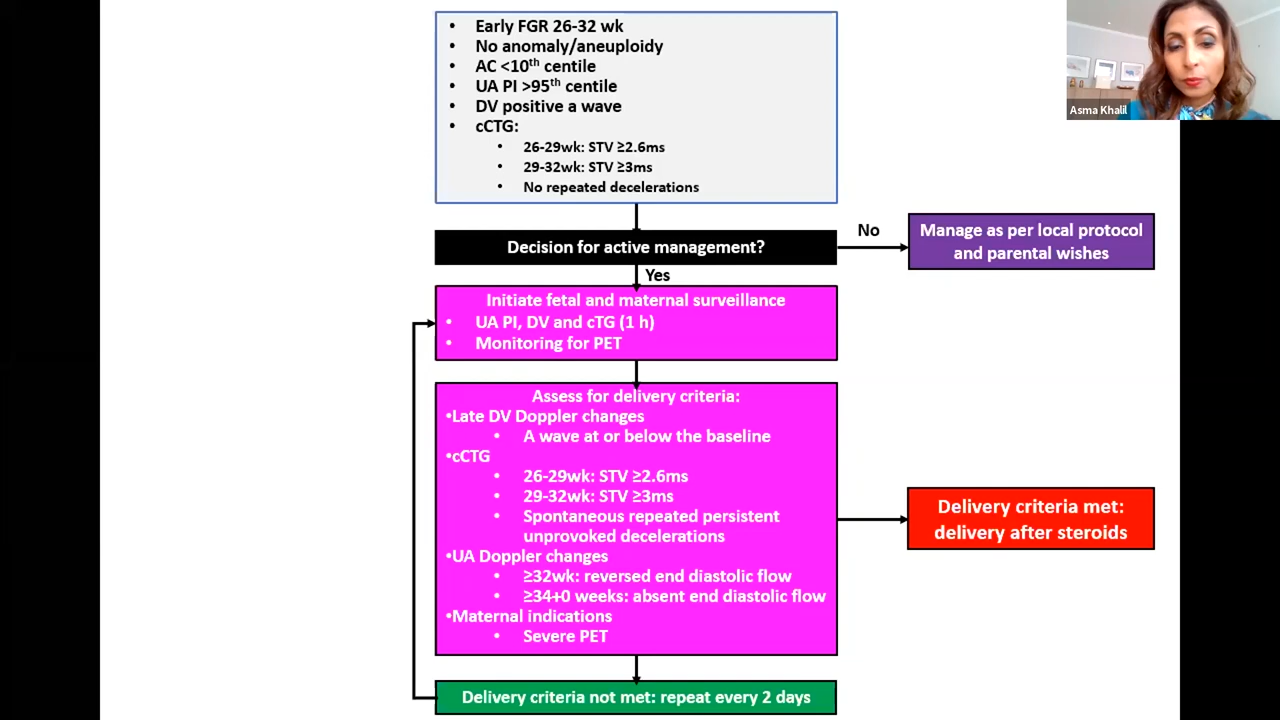 • Early FGR 26-32 wk
• No anomaly/aneuploidy
• AC <10th centile
• UA PI >95th centile
• DV positive a wave
• cCTG:
• 26-29wk: STV ≥2.6ms
• 29-32wk: STV ≥3ms
• No repeated decelerations
Asma Khalil
Decision for active management?
No
Manage as per local protocol
and parental wishes
Yes
Initiate fetal and maternal surveillance
• UA PI, DV and cTG (1 h)
• Monitoring for PET
Assess for delivery criteria:
•Late DV Doppler changes
• A wave at or below the baseline
•cCTG
• 26-29wk: STV ≥2.6ms
• 29-32wk: STV ≥3ms
• Spontaneous repeated persistent
unprovoked decelerations
•UA Doppler changes
• ≥32wk: reversed end diastolic flow
• ≥34+0 weeks: absent end diastolic flow
•Maternal indications
• Severe PET
Delivery criteria met:
delivery after steroids
Delivery criteria not met: repeat every 2 days